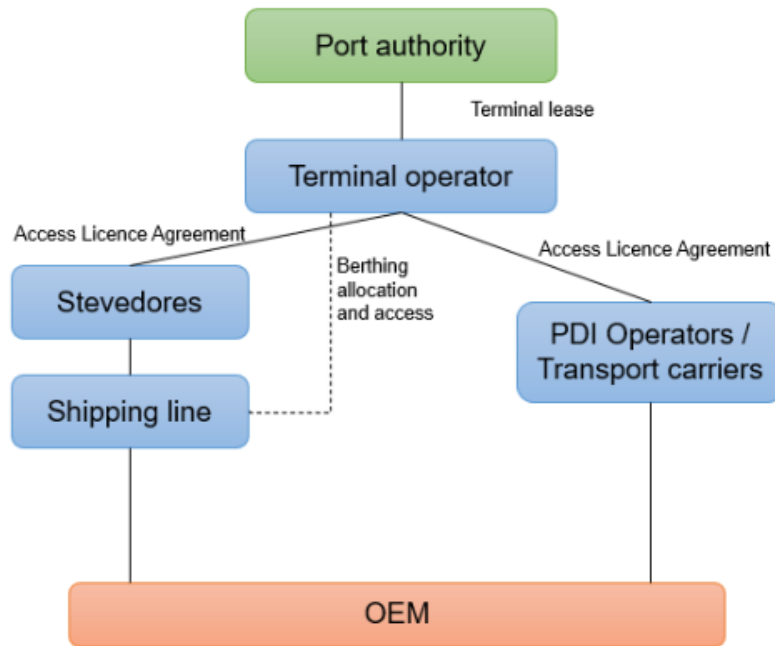 Port authority
Terminal lease
Terminal operator
Access Licence Agreement
Access Licence Agreement
Berthing
allocation
and access
Stevedores
PDI Operators /
Transport carriers
Shipping line
OEM